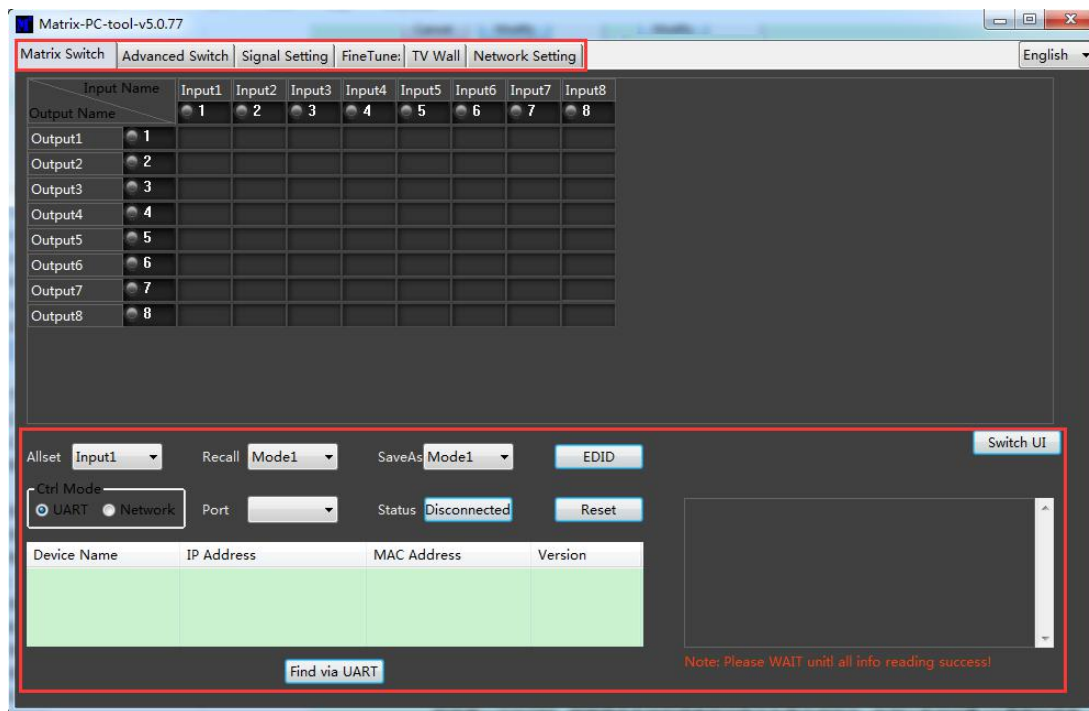 Matrix-PC-tool-v5.0.77
Matrix Switch Advanced Switch Signal Setting FineTune: TV Wall Network Setting English
Input Name Input1 Input2 Input3 Input4 Input5 Input6 Input7 Input8
Output Name 1 2 3 4 5 6 7 8
Output1 1
Output2 2
Output3 3
Output4 4
Output5 5
Output6 6
Output7 7
Output8 8
Switch UI
Allset Input1 Recall Mode1 SaveAs Mode1 EDID
Ctrl Mode
UART Network Port Status Disconnected Reset
Device Name IP Address MAC Address Version
Find via UART
Note: Please WAIT unitl all info reading success!